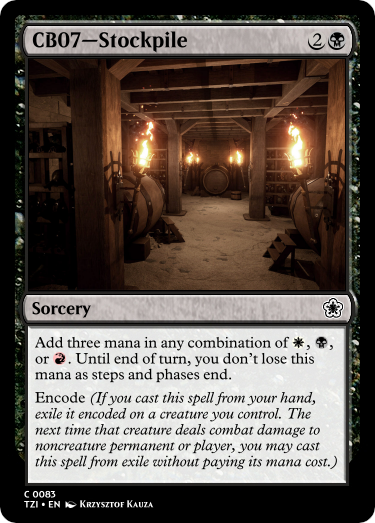 CB07—Stockpile 2
Sorcery
Add three mana in any combination of , ,
or . Until end of turn, you don't lose this
mana as steps and phases end.
Encode (If you cast this spell from your hand,
exile it encoded on a creature you control. The
next time that creature deals combat damage to
noncreature permanent or player, you may cast
this spell from exile without paying its mana cost.)
C 0083
TZI • EN Krzysztof Kauza